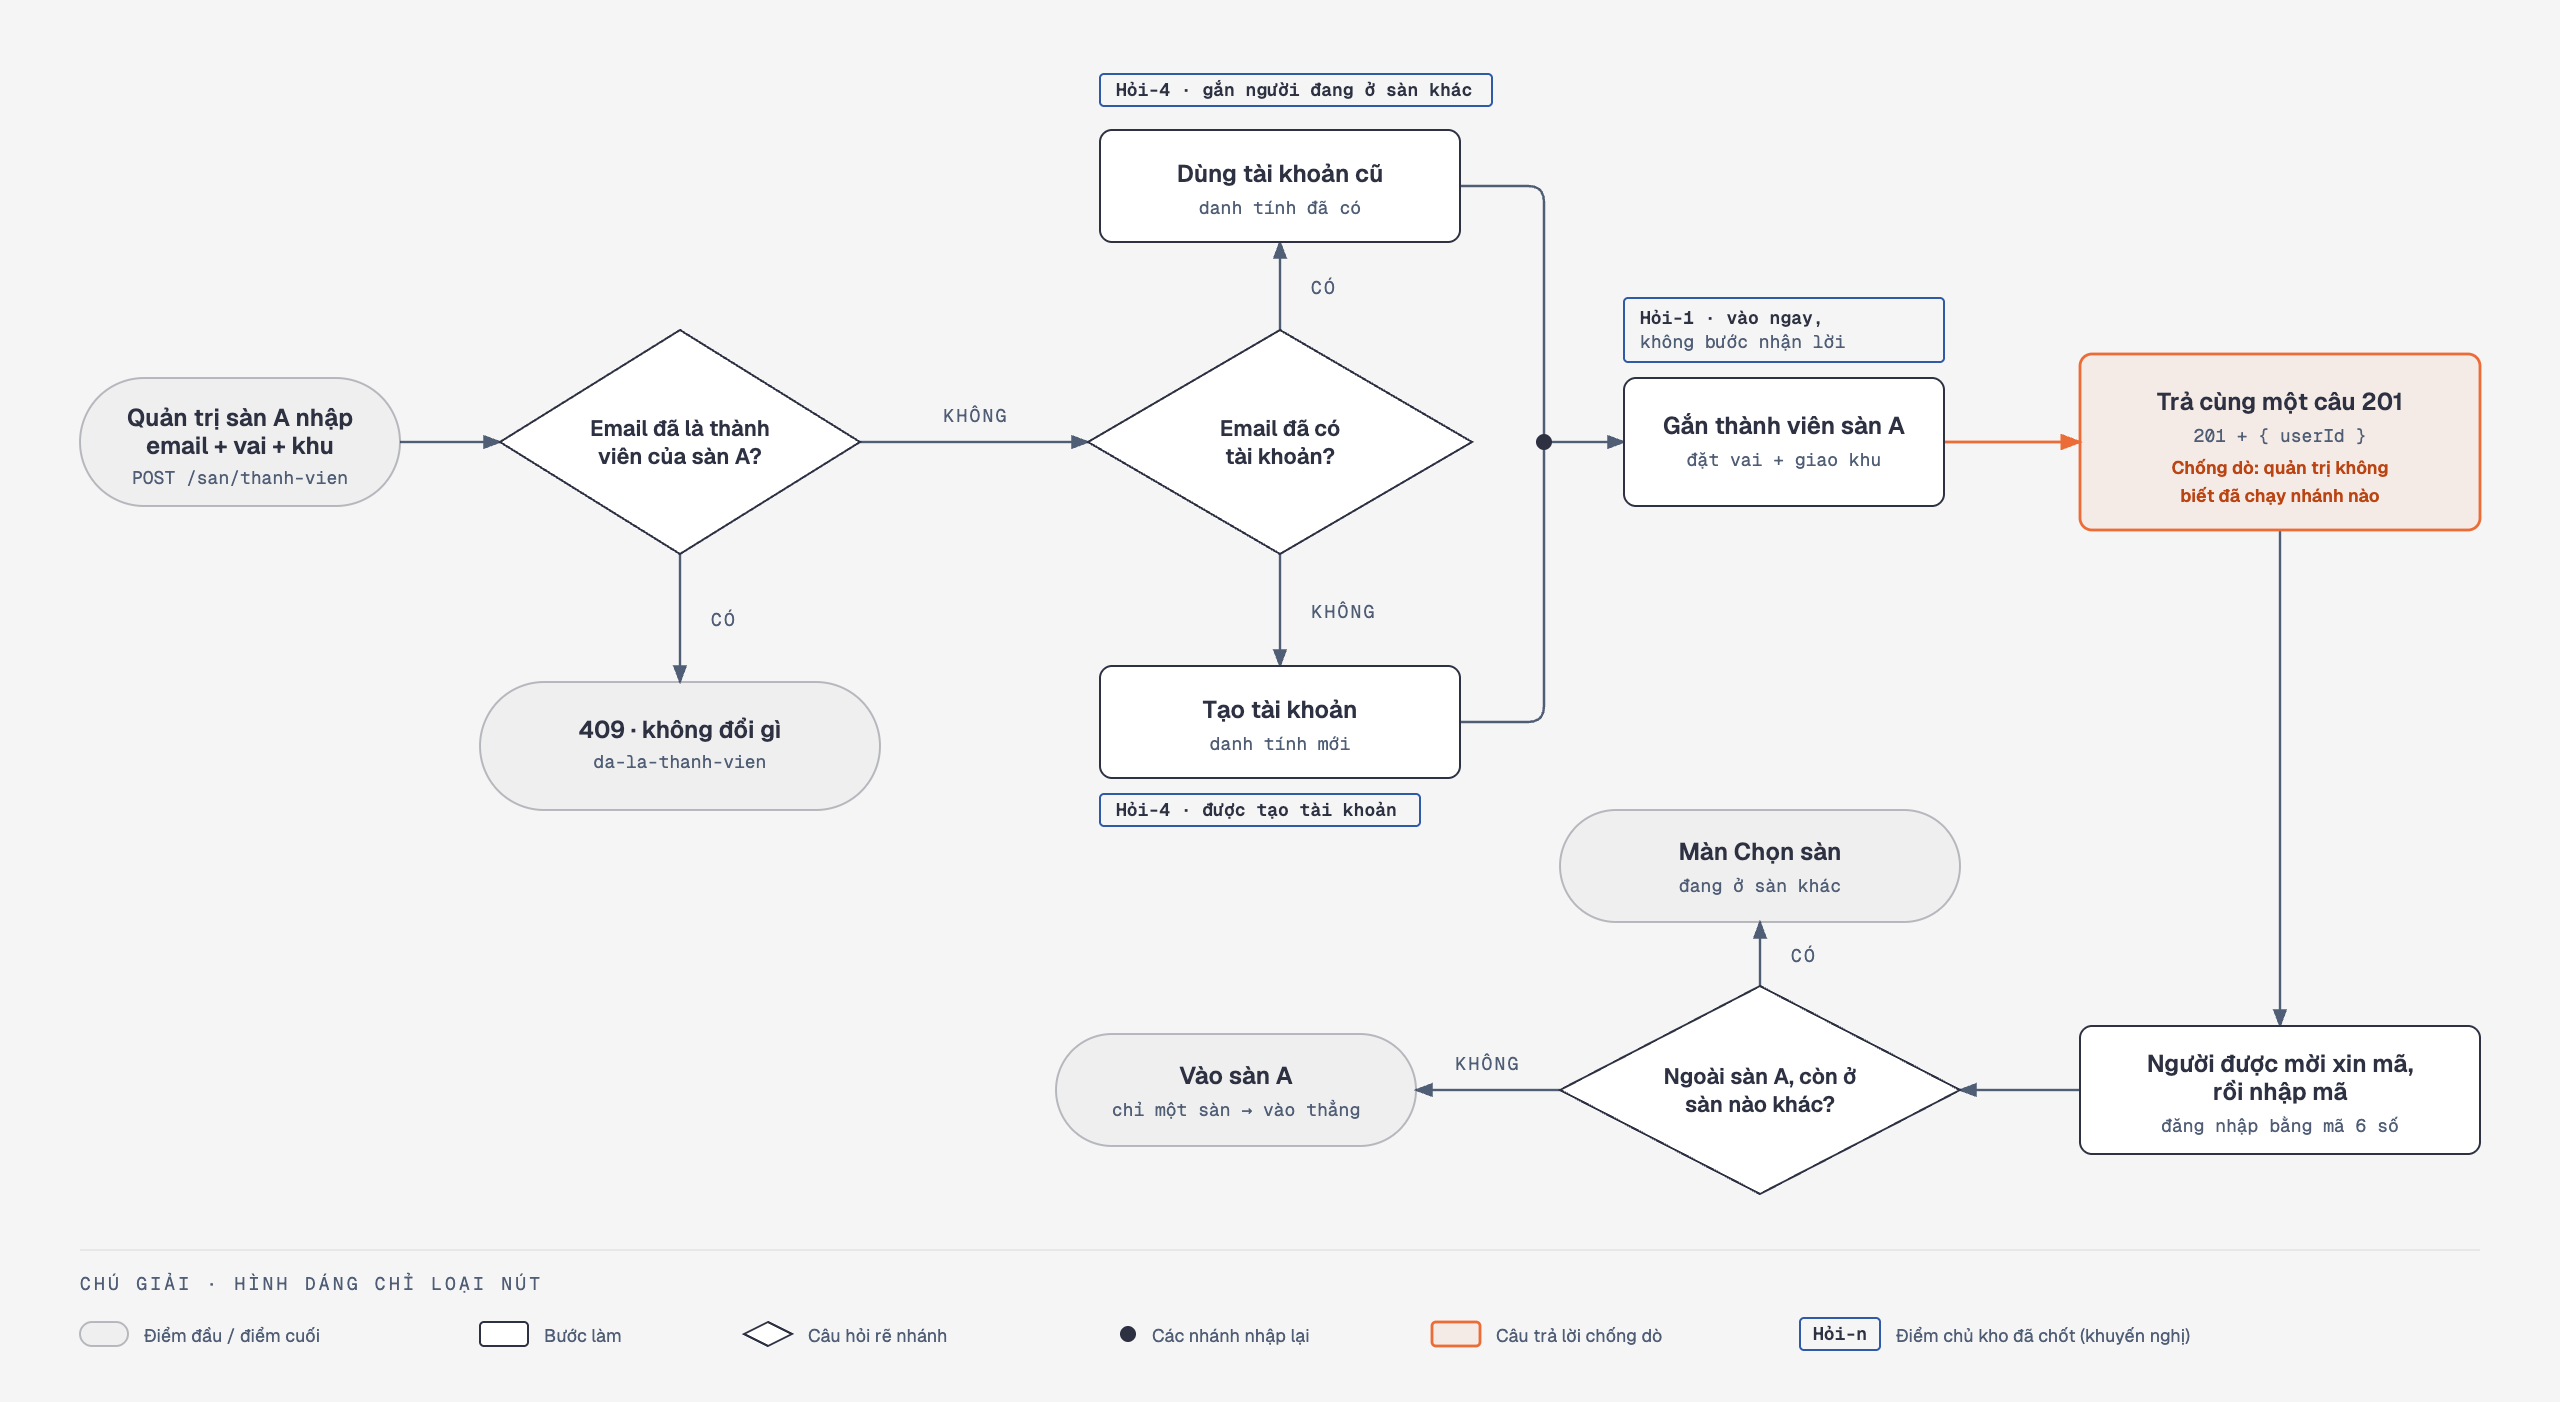 Hỏi-4 · gắn người đang ở sàn khác
Dùng tài khoản cũ
danh tính đã có
CÓ
Hỏi-1 · vào ngay,
không bước nhận lời
Quản trị sàn A nhập
email + vai + khu
POST /san/thanh-vien
Email đã là thành
viên của sàn A?
KHÔNG
Email đã có
tài khoản?
Gắn thành viên sàn A
đặt vai + giao khu
Trả cùng một câu 201
201 + { userId }
Chống dò: quản trị không
biết đã chạy nhánh nào
CÓ
KHÔNG
409 · không đổi gì
da-la-thanh-vien
Tạo tài khoản
danh tính mới
Hỏi-4 · được tạo tài khoản
Màn Chọn sàn
đang ở sàn khác
CÓ
Vào sàn A
chỉ một sàn → vào thẳng
KHÔNG
Ngoài sàn A, còn ở
sàn nào khác?
Người được mời xin mã,
rồi nhập mã
đăng nhập bằng mã 6 số
CHÚ GIẢI · HÌNH DÁNG CHỈ LOẠI NÚT
Điểm đầu / điểm cuối
Bước làm
Câu hỏi rẽ nhánh
Các nhánh nhập lại
Câu trả lời chống dò
Hỏi-n
Điểm chủ kho đã chốt (khuyến nghị)